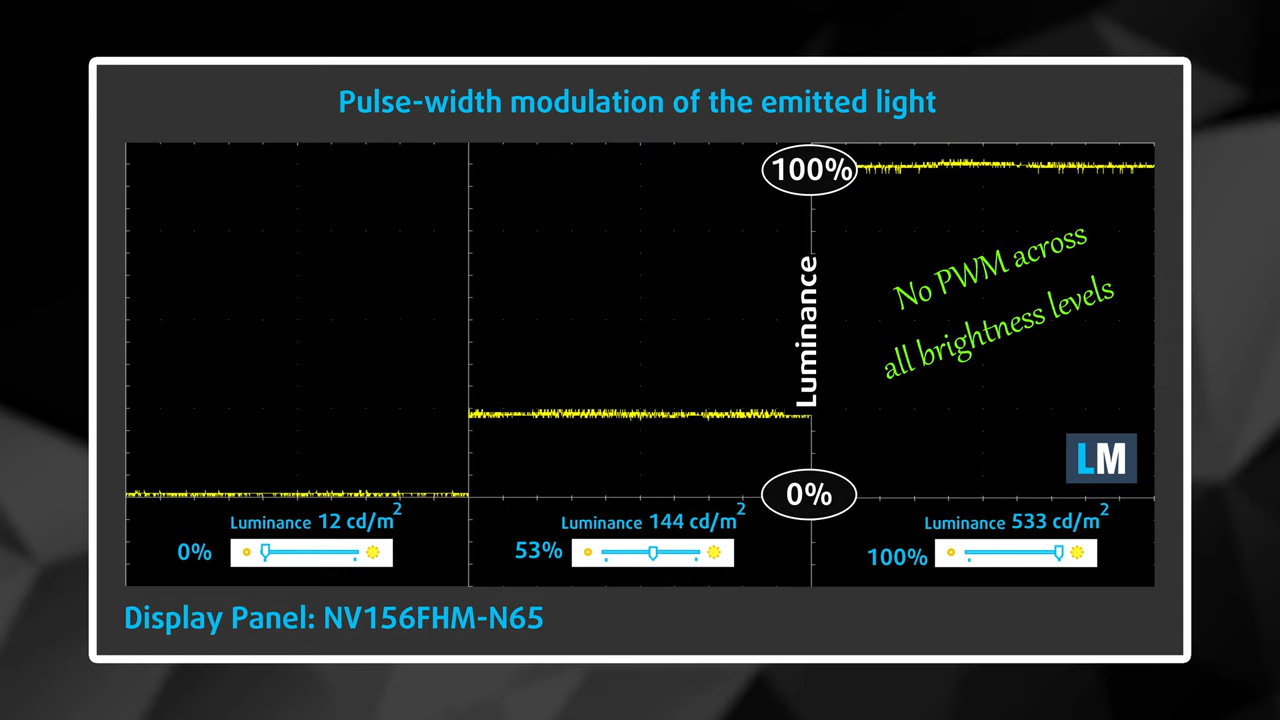 Pulse-width modulation of the emitted light
100%
Luminance
0%
No PWM across
all brightness levels
LM
Luminance 12 cd/m²
0%
Luminance 144 cd/m²
53%
Luminance 533 cd/m²
100%
Display Panel: NV156FHM-N65